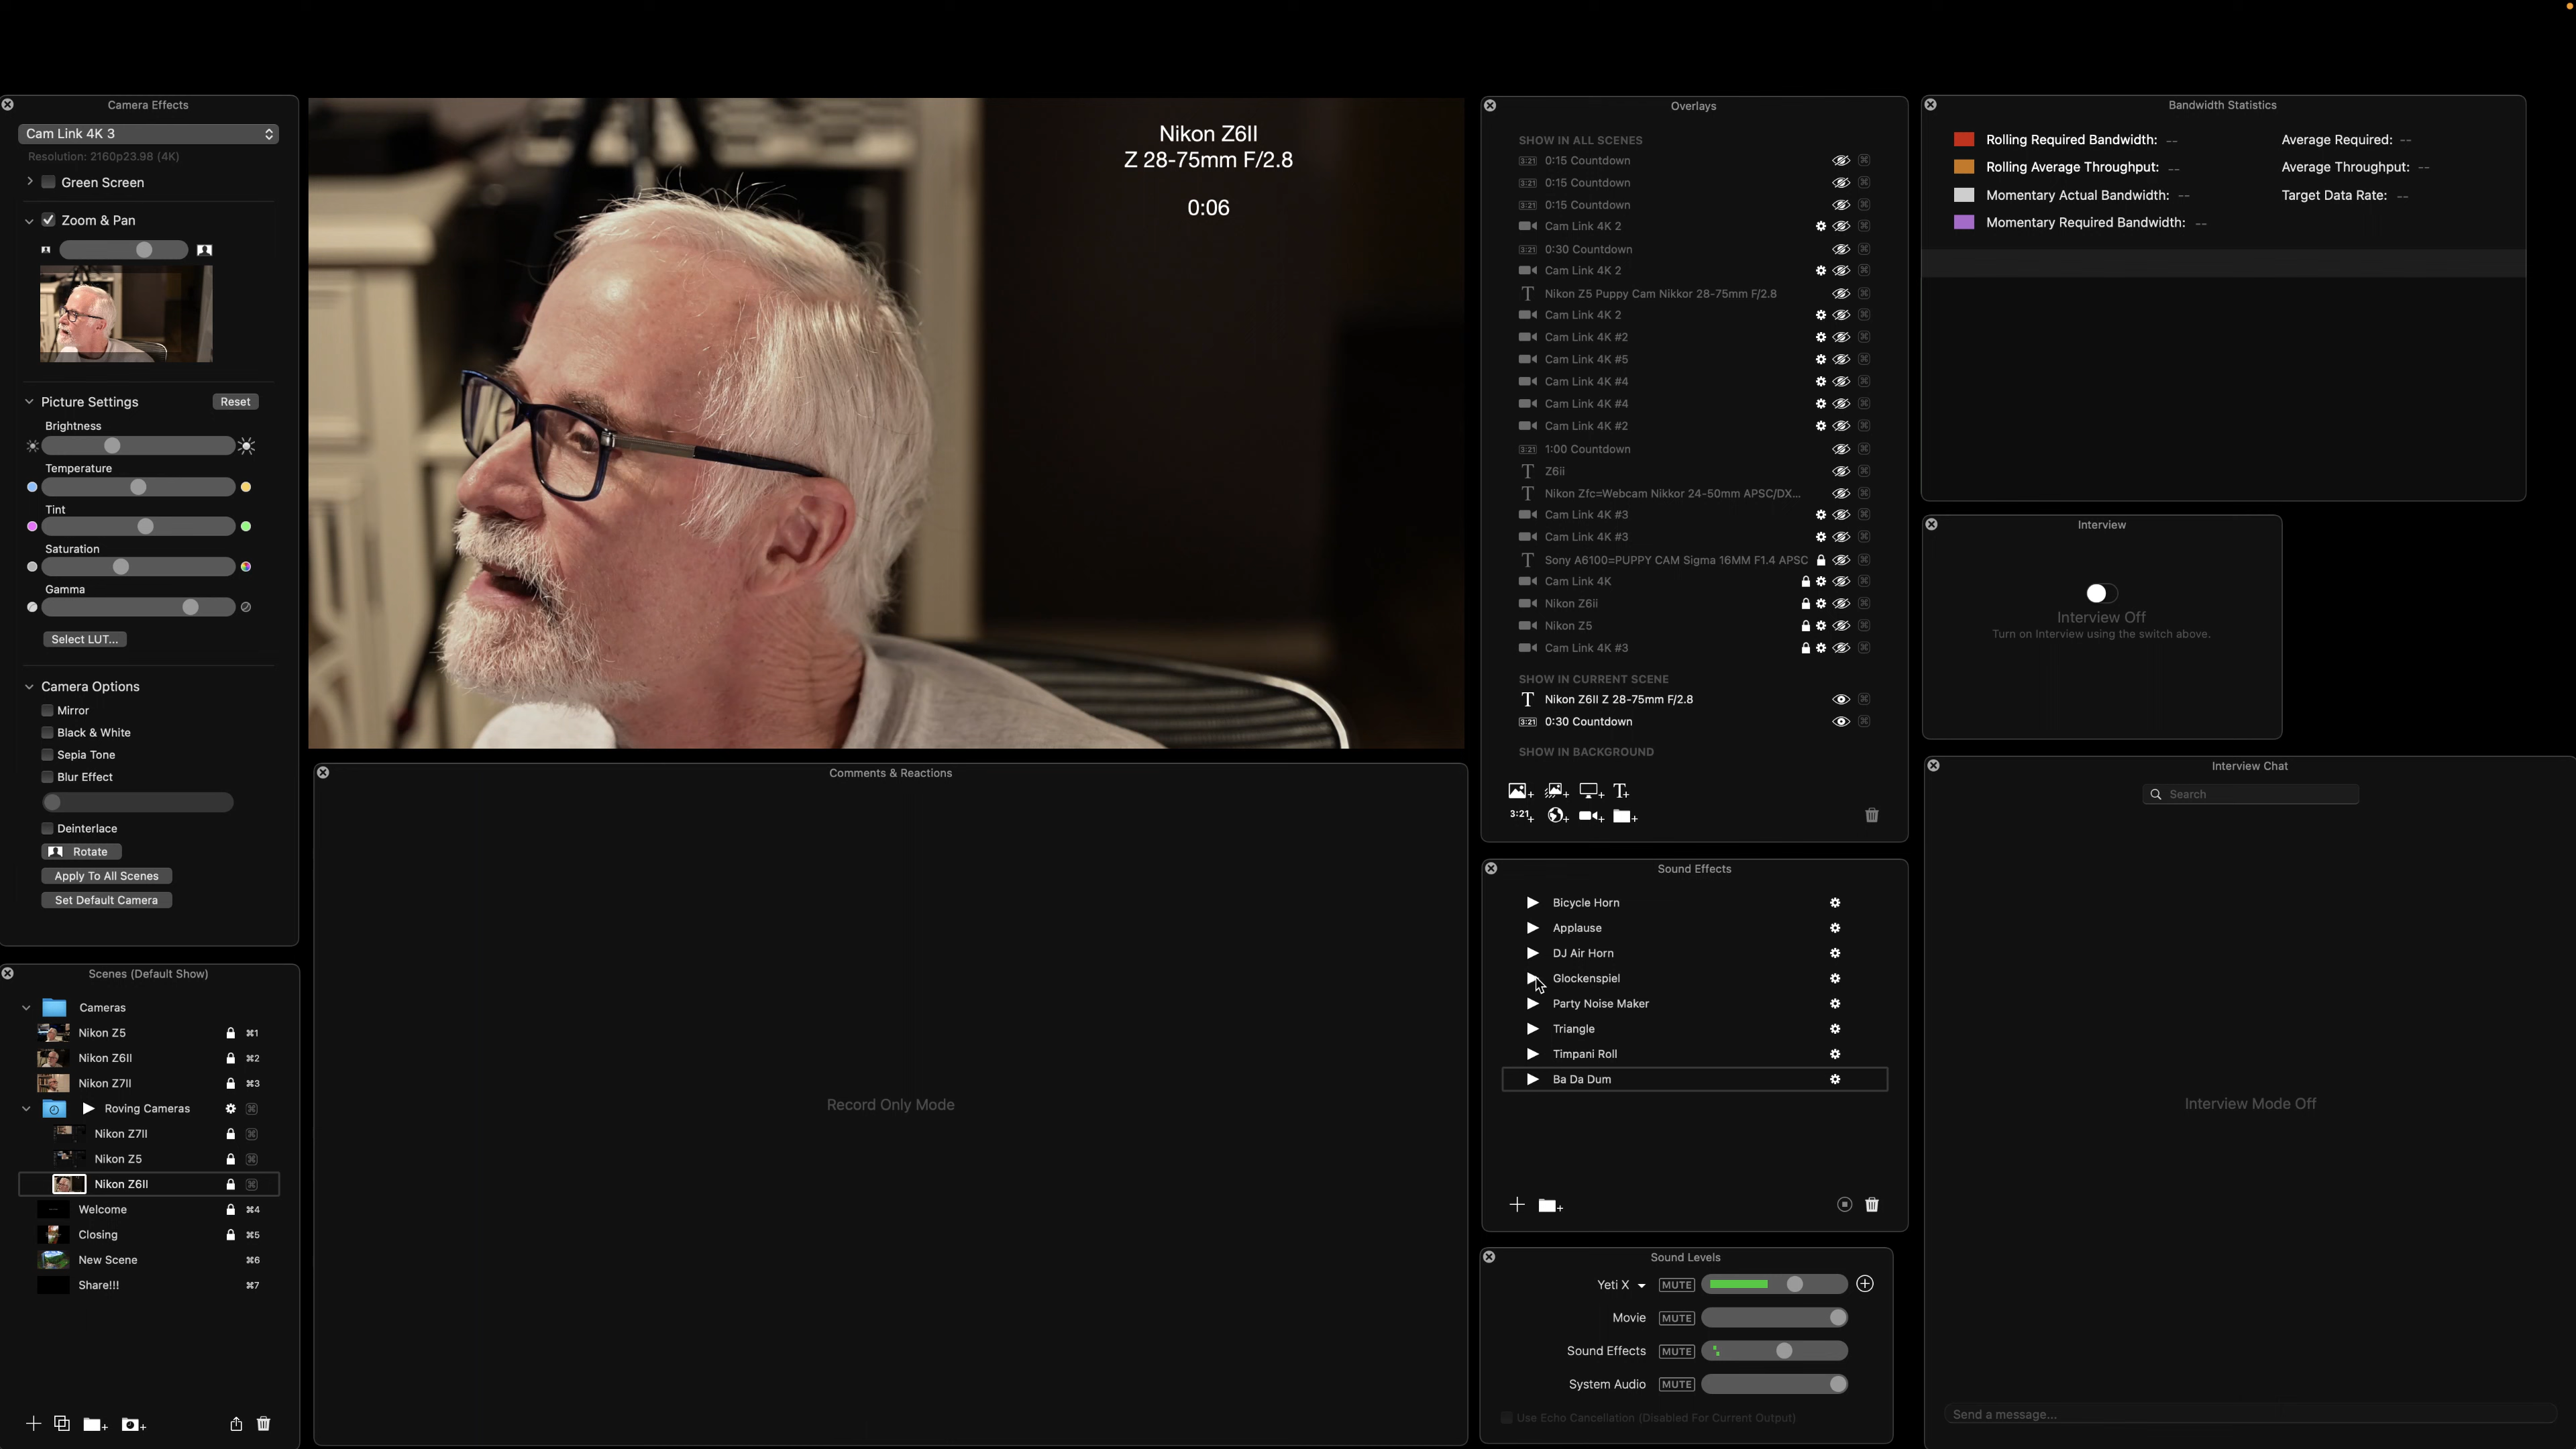 Camera Effects
Cam Link 4K 3
Resolution: 2160p23.98 (4K)
Green Screen
Zoom & Pan
Picture Settings
Reset
Brightness
Temperature
Tint
Saturation
Gamma
Select LUT...
Camera Options
Mirror
Black & White
Sepia Tone
Blur Effect
Deinterlace
Rotate
Apply To All Scenes
Set Default Camera
Scenes (Default Show)
Cameras
Nikon Z5 ⌘1
Nikon Z6II ⌘2
Nikon Z7II ⌘3
Roving Cameras ⌘
Nikon Z7II ⌘
Nikon Z5 ⌘
Nikon Z6II ⌘
Welcome ⌘4
Closing ⌘5
New Scene ⌘6
Share!!! ⌘7
Nikon Z6II
Z 28-75mm F/2.8
0:06
Comments & Reactions
Record Only Mode
Overlays
SHOW IN ALL SCENES
3:21 0:15 Countdown ⌘
3:21 0:15 Countdown ⌘
3:21 0:15 Countdown ⌘
Cam Link 4K 2 ⌘
3:21 0:30 Countdown ⌘
Cam Link 4K 2 ⌘
T Nikon Z5 Puppy Cam Nikkor 28-75mm F/2.8 ⌘
Cam Link 4K 2 ⌘
Cam Link 4K #2 ⌘
Cam Link 4K #5 ⌘
Cam Link 4K #4 ⌘
Cam Link 4K #4 ⌘
Cam Link 4K #2 ⌘
3:21 1:00 Countdown ⌘
T Z6ii ⌘
T Nikon Zfc=Webcam Nikkor 24-50mm APSC/DX... ⌘
Cam Link 4K #3 ⌘
Cam Link 4K #3 ⌘
T Sony A6100=PUPPY CAM Sigma 16MM F1.4 APSC ⌘
Cam Link 4K ⌘
Nikon Z6ii ⌘
Nikon Z5 ⌘
Cam Link 4K #3 ⌘
SHOW IN CURRENT SCENE
T Nikon Z6II Z 28-75mm F/2.8 ⌘
3:21 0:30 Countdown ⌘
SHOW IN BACKGROUND
T+
3:21+
Sound Effects
Bicycle Horn
Applause
DJ Air Horn
Glockenspiel
Party Noise Maker
Triangle
Timpani Roll
Ba Da Dum
Sound Levels
Yeti X MUTE
Movie MUTE
Sound Effects MUTE
System Audio MUTE
Use Echo Cancellation (Disabled For Current Output)
Bandwidth Statistics
Rolling Required Bandwidth: -- Average Required: --
Rolling Average Throughput: -- Average Throughput: --
Momentary Actual Bandwidth: -- Target Data Rate: --
Momentary Required Bandwidth: --
Interview
Interview Off
Turn on Interview using the switch above.
Interview Chat
Search
Interview Mode Off
Send a message...